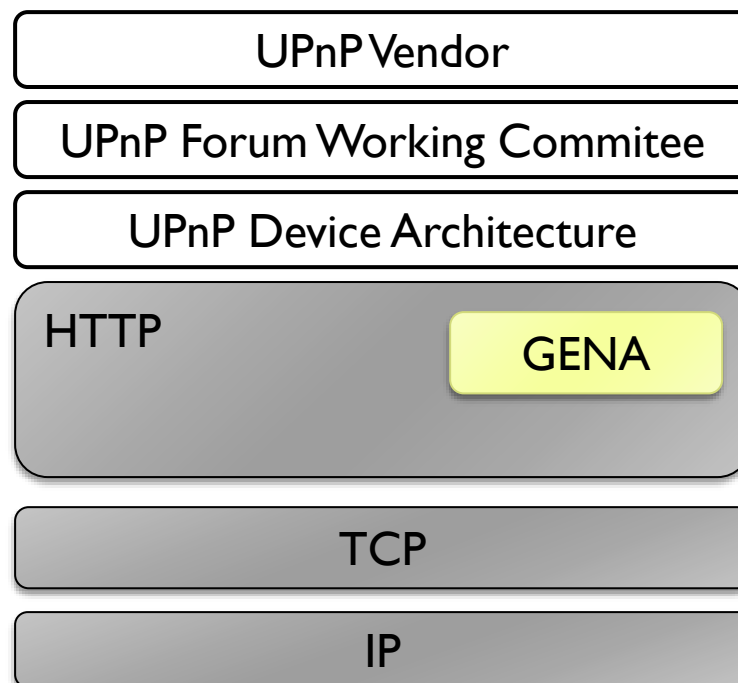 UPnP Vendor
UPnP Forum Working Commitee
UPnP Device Architecture
HTTP
GENA
TCP
IP